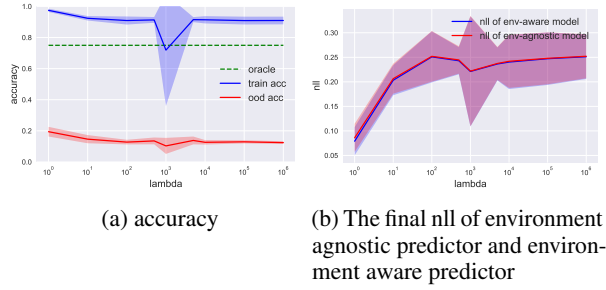 1.0
0.8
0.6
0.4
0.2
0.0
accuracy
oracle
train acc
ood acc
10^0 10^1 10^2 10^3 10^4 10^5 10^6
lambda
(a) accuracy
0.30
0.25
0.20
0.15
0.10
0.05
nll
nll of env-aware model
nll of env-agnostic model
10^0 10^1 10^2 10^3 10^4 10^5 10^6
lambda
(b) The final nll of environment
agnostic predictor and environ-
ment aware predictor